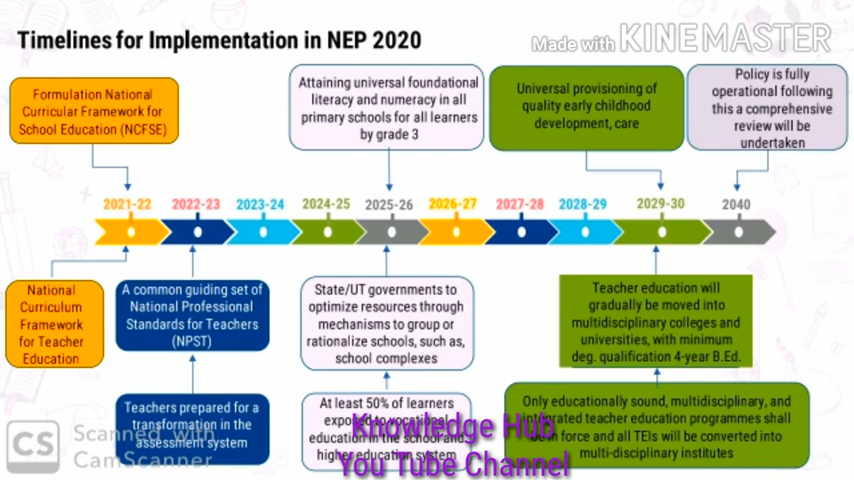 Timelines for Implementation in NEP 2020
Made with KINEMASTER
Formulation National
Curricular Framework for
School Education (NCFSE)
Attaining universal foundational
literacy and numeracy in all
primary schools for all learners
by grade 3
Universal provisioning of
quality early childhood
development, care
Policy is fully
operational following
this a comprehensive
review will be
undertaken
2021-22 2022-23 2023-24 2024-25 2025-26 2026-27 2027-28 2028-29 2029-30 2040
National
Curriculum
Framework
for Teacher
Education
A common guiding set of
National Professional
Standards for Teachers
(NPST)
State/UT governments to
optimize resources through
mechanisms to group or
rationalize schools, such as,
school complexes
Teacher education will
gradually be moved into
multidisciplinary colleges and
universities, with minimum
deg. qualification 4-year B.Ed.
Teachers prepared for a
transformation in the
assessment system
At least 50% of learners
exposed to vocational
education in the school and
higher education system
Only educationally sound, multidisciplinary, and
integrated teacher education programmes shall
be in force and all TEIs will be converted into
multi-disciplinary institutes
CS Scanned with
CamScanner
Knowledge Hub
You Tube Channel